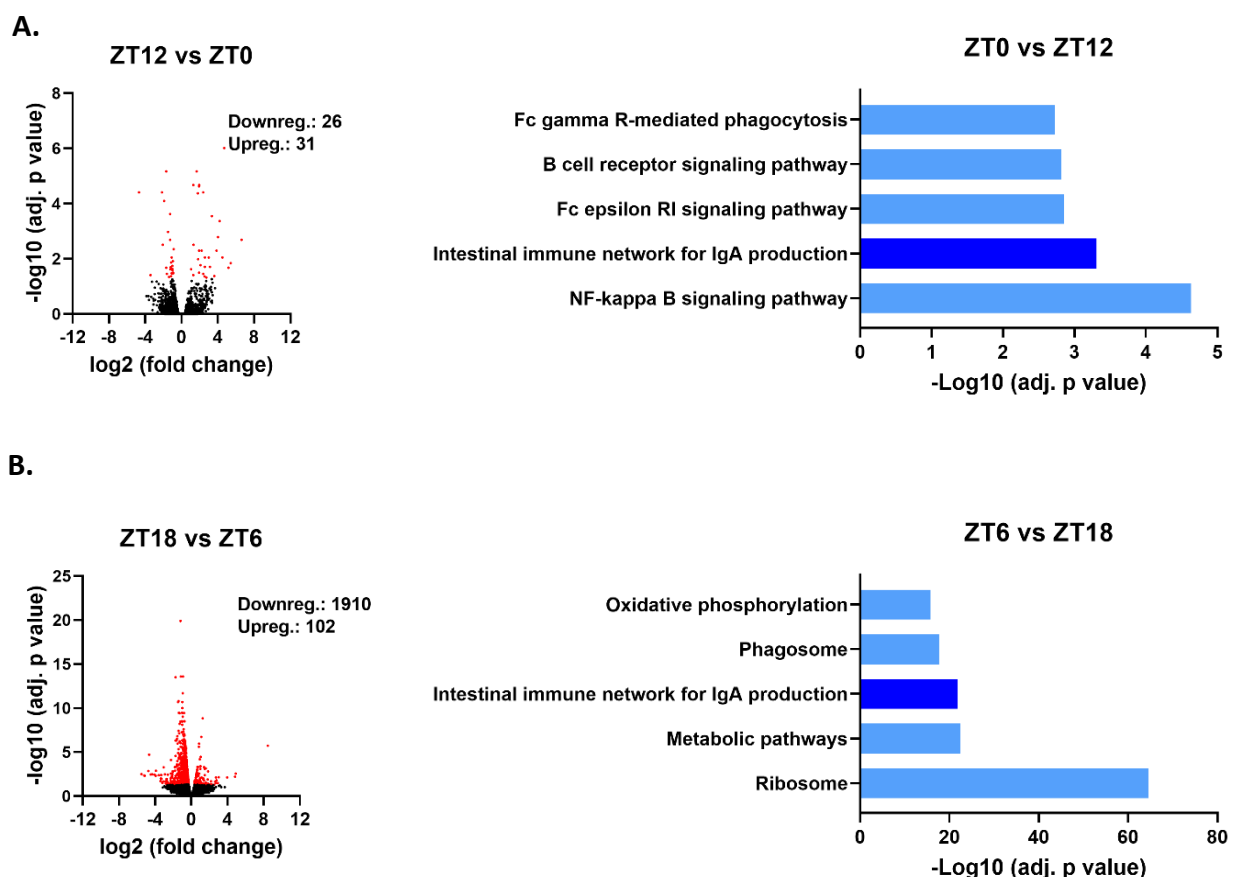 A.
ZT12 vs ZT0
-log10 (adj. p value)
8
6
4
2
0
Downreg.: 26
Upreg.: 31
-12 -8 -4 0 4 8 12
log2 (fold change)
ZT0 vs ZT12
Fc gamma R-mediated phagocytosis
B cell receptor signaling pathway
Fc epsilon RI signaling pathway
Intestinal immune network for IgA production
NF-kappa B signaling pathway
0 1 2 3 4 5
-Log10 (adj. p value)
B.
ZT18 vs ZT6
-log10 (adj. p value)
25
20
15
10
5
0
Downreg.: 1910
Upreg.: 102
-12 -8 -4 0 4 8 12
log2 (fold change)
ZT6 vs ZT18
Oxidative phosphorylation
Phagosome
Intestinal immune network for IgA production
Metabolic pathways
Ribosome
0 20 40 60 80
-Log10 (adj. p value)